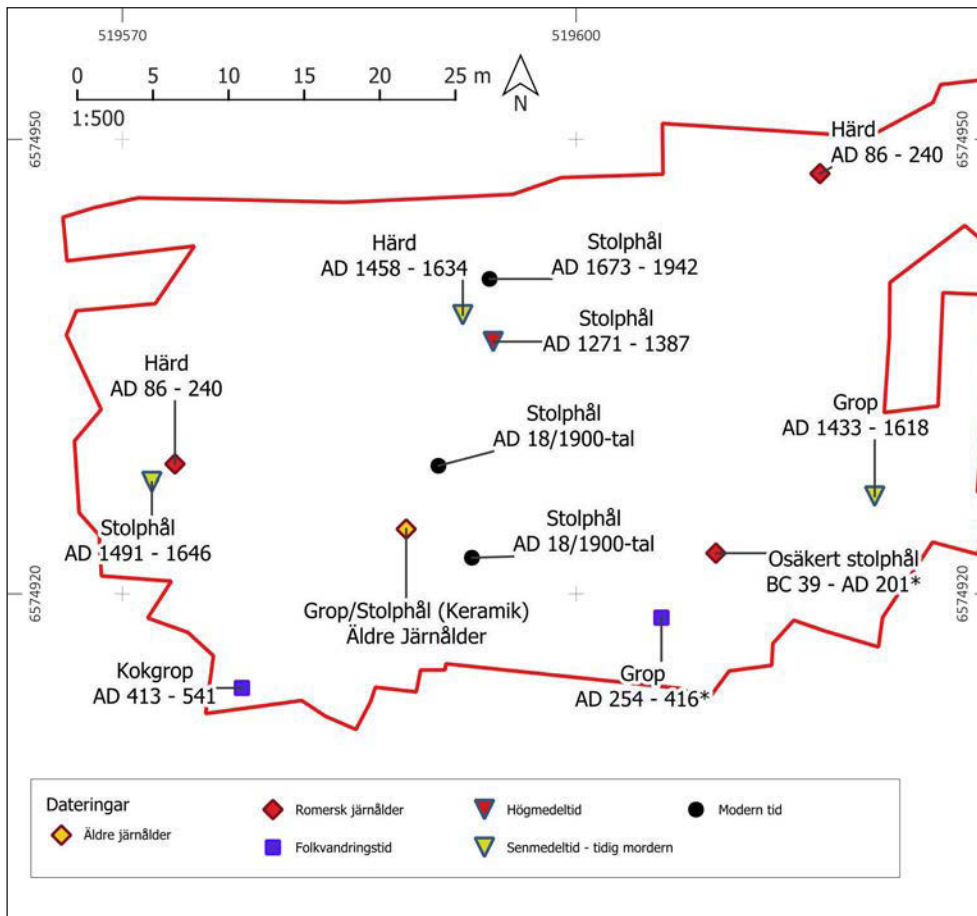 519570
519600
0 5 10 15 20 25 m
1:500
N
6574950
6574950
Härd
AD 86 - 240
Härd
AD 1458 - 1634
Stolphål
AD 1673 - 1942
Stolphål
AD 1271 - 1387
Härd
AD 86 - 240
Stolphål
AD 18/1900-tal
Grop
AD 1433 - 1618
Stolphål
AD 1491 - 1646
Stolphål
AD 18/1900-tal
Osäkert stolphål
BC 39 - AD 201*
6574920
6574920
Grop/Stolphål (Keramik)
Äldre Järnålder
Kokgrop
AD 413 - 541
Grop
AD 254 - 416*
Dateringar
Äldre järnålder
Romersk järnålder
Folkvandringstid
Högmedeltid
Senmedeltid - tidig mordern
Modern tid